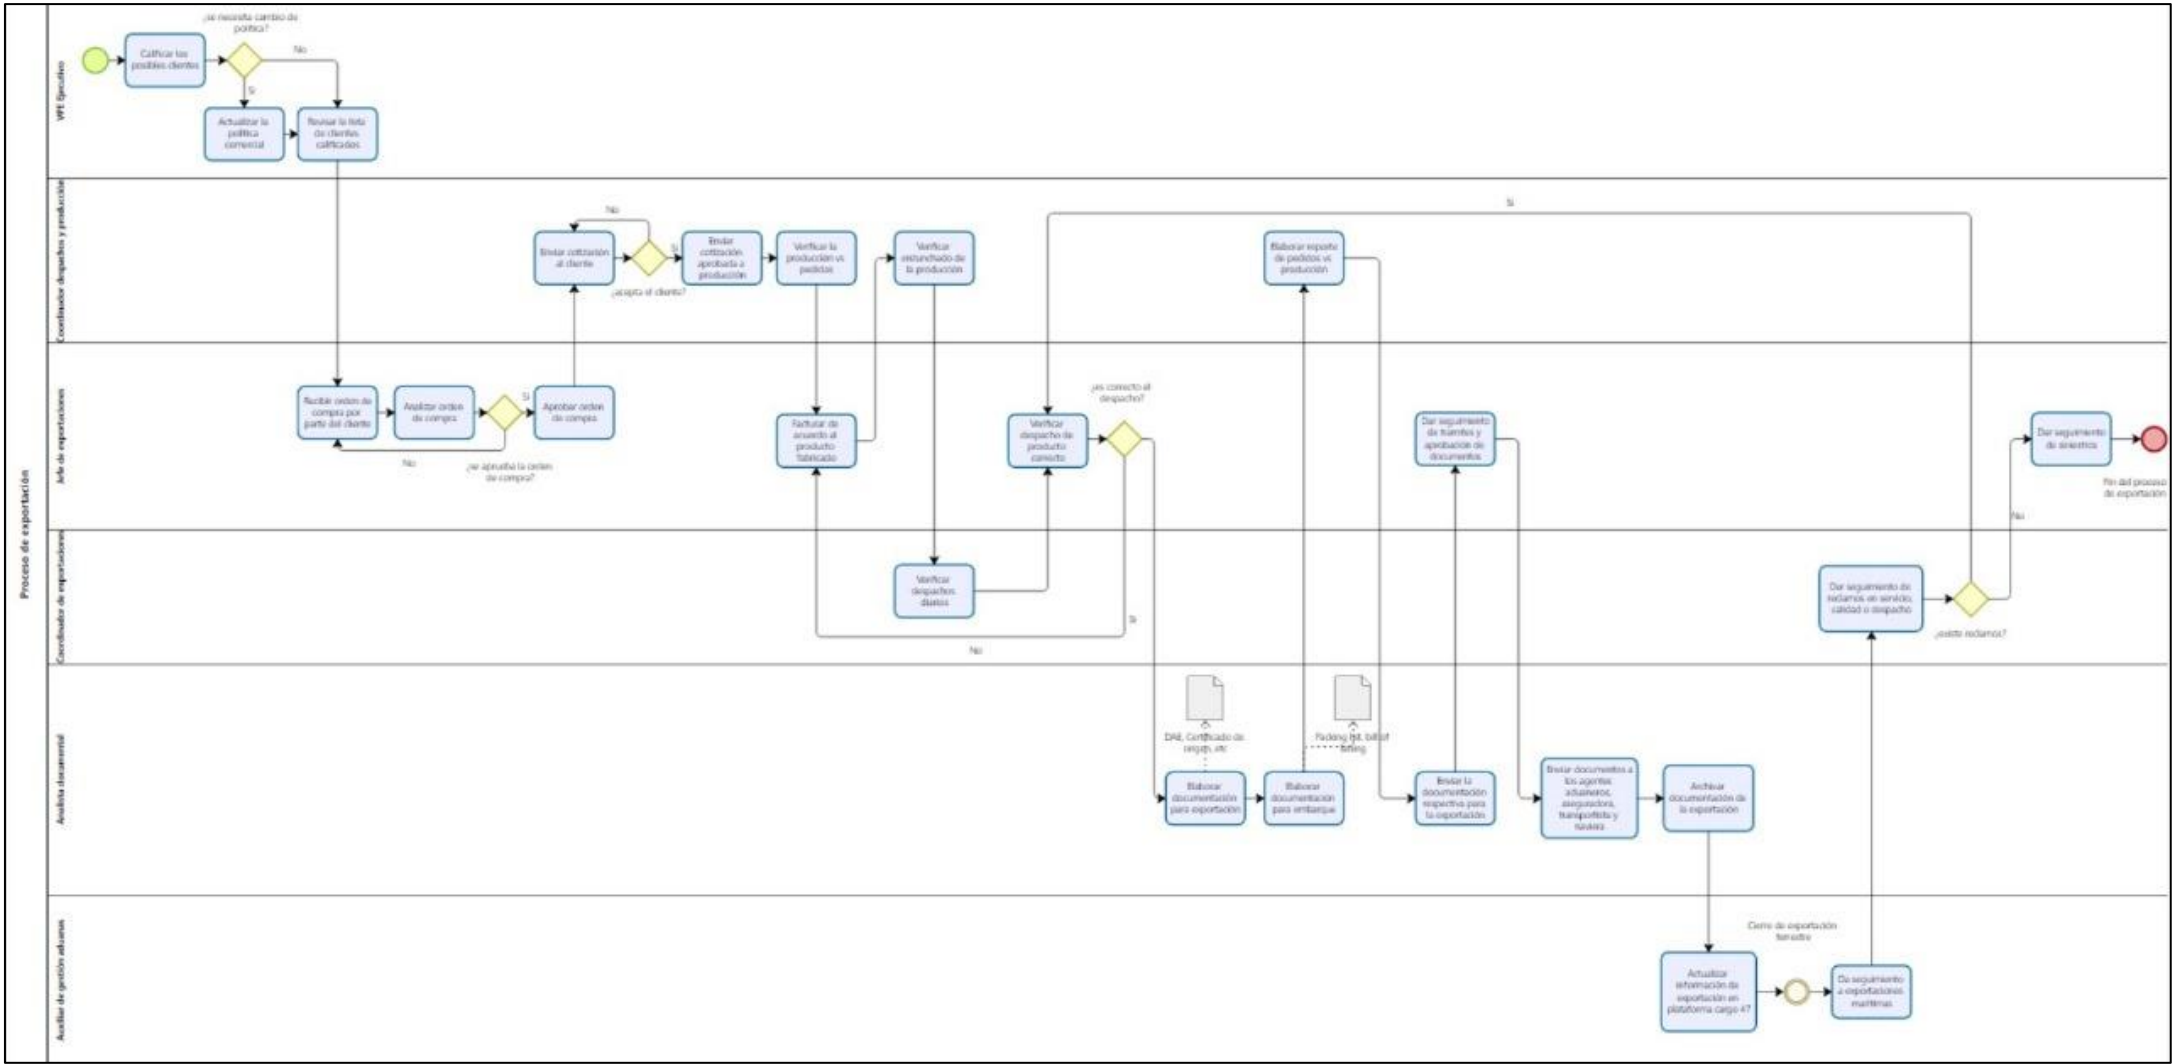 Proceso de exportación
VPE Ejecutivo
¿se necesita cambio de
política?
Calificar los
posibles clientes
No
Si
Actualizar la
política
comercial
Revisar la lista
de clientes
calificados
Coordinador despachos y producción
Enviar cotización
al cliente
No
¿acepta el cliente?
Si
Enviar
cotización
aprobada a
producción
Verificar la
producción vs
pedidos
Verificar
enzunchado de
la producción
Elaborar reporte
de pedidos vs
producción
Si
Jefe de exportaciones
Recibir orden de
compra por
parte del cliente
Analizar orden
de compra
Si
No
¿se aprueba la orden
de compra?
Aprobar orden
de compra
Facturar de
acuerdo al
producto
fabricado
Verificar
despacho de
producto
correcto
¿es correcto el
despacho?
Dar seguimiento
de trámites y
aprobación de
documentos
Dar seguimiento
de siniestros
Fin del proceso
de exportación
Coordinador de exportaciones
Verificar
despachos
diarios
Si
No
Dar seguimiento de
reclamos en servicio,
calidad o despacho
¿existe reclamos?
No
Analista documental
DAE, Certificado de
origen, etc
Elaborar
documentación
para exportación
Packing list, bill of
Elaborar
documentación
para embarque
Enviar la
documentación
respectiva para
la exportación
Enviar documentos a
los agentes
aduaneros,
aseguradora,
transportista y
naviera
Archivar
documentación de
la exportación
Auxiliar de gestión aduanas
Actualizar
información de
exportación en
plataforma cargo 47
Cierre de exportación
terrestre
Da seguimiento
a exportaciones
marítimas